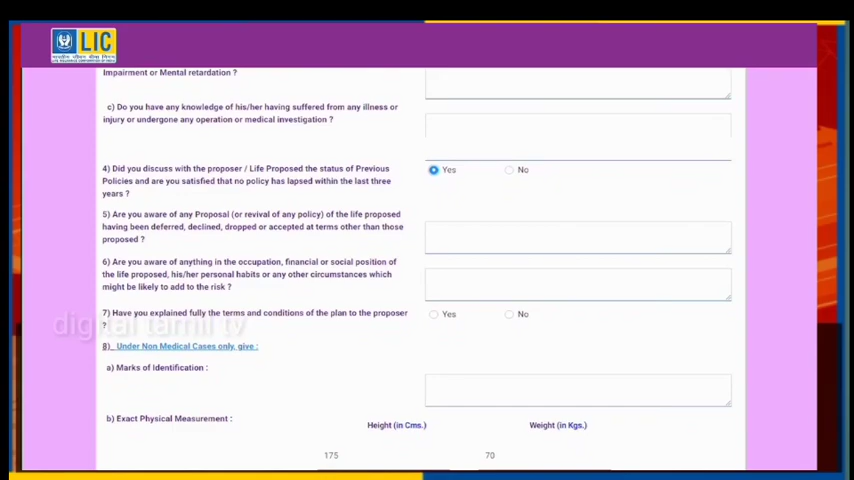 LIC
भारतीय जीवन बीमा निगम
LIFE INSURANCE CORPORATION OF INDIA
Impairment or Mental retardation ?
c) Do you have any knowledge of his/her having suffered from any illness or
injury or undergone any operation or medical investigation ?
4) Did you discuss with the proposer / Life Proposed the status of Previous
Policies and are you satisfied that no policy has lapsed within the last three
years ?
Yes No
5) Are you aware of any Proposal (or revival of any policy) of the life proposed
having been deferred, declined, dropped or accepted at terms other than those
proposed ?
6) Are you aware of anything in the occupation, financial or social position of
the life proposed, his/her personal habits or any other circumstances which
might be likely to add to the risk ?
7) Have you explained fully the terms and conditions of the plan to the proposer
?
Yes No
digital tamil tv
8)_ Under Non Medical Cases only, give :
a) Marks of Identification :
b) Exact Physical Measurement :
Height (in Cms.) Weight (in Kgs.)
175 70